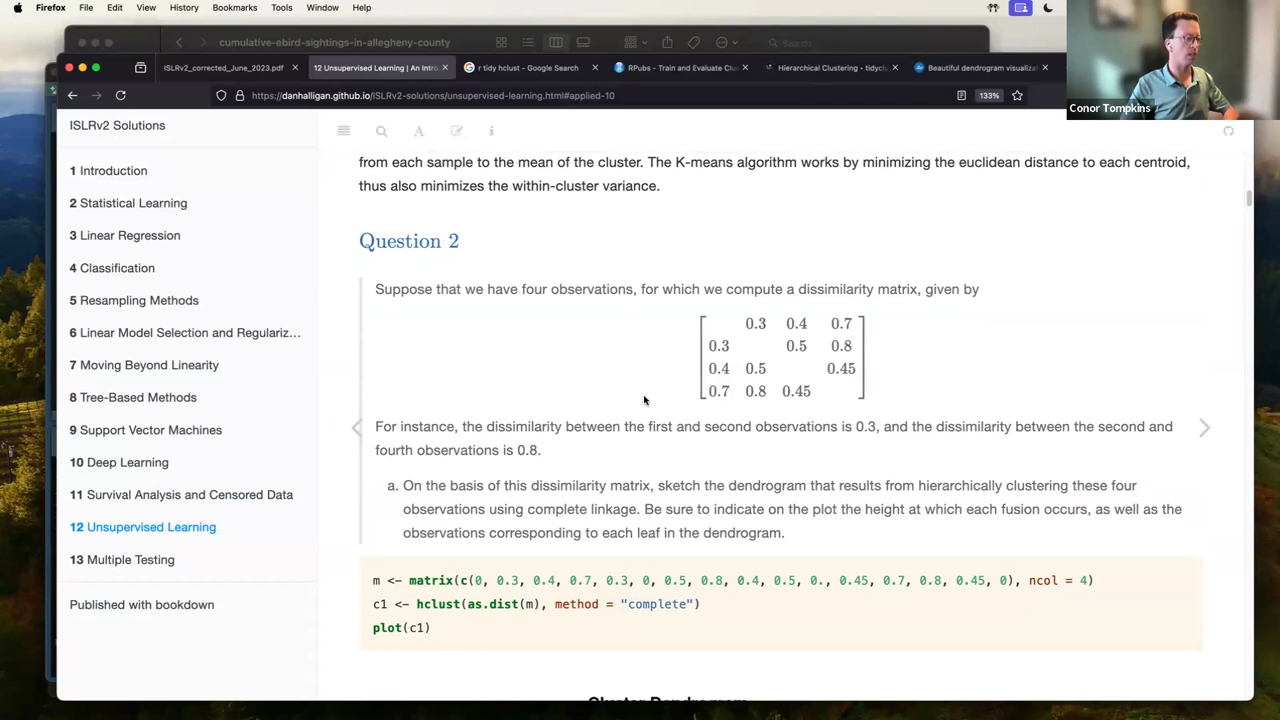 Firefox File Edit View History Bookmarks Tools Window Help
cumulative-ebird-sightings-in-allegheny-county
Search
ISLRv2_corrected_June_2023.pdf
12 Unsupervised Learning | An Intro
r tidy hclust - Google Search
RPubs - Train and Evaluate Clu
Hierarchical Clustering - tidyclu
Beautiful dendrogram visualizat
https://danhalligan.github.io/ISLRv2-solutions/unsupervised-learning.html#applied-10
133%
Conor Tompkins
ISLRv2 Solutions
1 Introduction
2 Statistical Learning
3 Linear Regression
4 Classification
5 Resampling Methods
6 Linear Model Selection and Regulariz...
7 Moving Beyond Linearity
8 Tree-Based Methods
9 Support Vector Machines
10 Deep Learning
11 Survival Analysis and Censored Data
12 Unsupervised Learning
13 Multiple Testing
Published with bookdown
from each sample to the mean of the cluster. The K-means algorithm works by minimizing the euclidean distance to each centroid,
thus also minimizes the within-cluster variance.
Question 2
Suppose that we have four observations, for which we compute a dissimilarity matrix, given by
0.3 0.4 0.7
0.3 0.5 0.8
0.4 0.5 0.45
0.7 0.8 0.45
For instance, the dissimilarity between the first and second observations is 0.3, and the dissimilarity between the second and
fourth observations is 0.8.
a. On the basis of this dissimilarity matrix, sketch the dendrogram that results from hierarchically clustering these four
observations using complete linkage. Be sure to indicate on the plot the height at which each fusion occurs, as well as the
observations corresponding to each leaf in the dendrogram.
m <- matrix(c(0, 0.3, 0.4, 0.7, 0.3, 0, 0.5, 0.8, 0.4, 0.5, 0., 0.45, 0.7, 0.8, 0.45, 0), ncol = 4)
c1 <- hclust(as.dist(m), method = "complete")
plot(c1)
Cluster Dendrogram